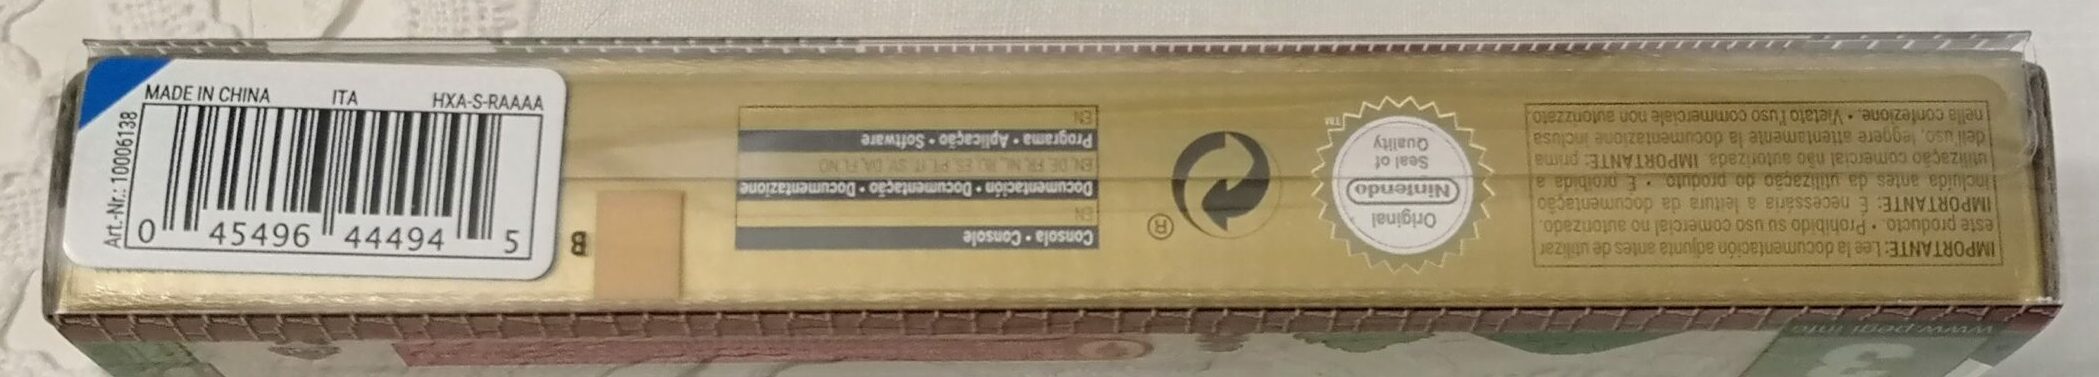 MADE IN CHINA ITA HXA-S-RAAAA
Art.-Nr.: 10006138
0 45496 44494 5
B
Consola • Console
EN
Documentación • Documentação • Documentazione
EN, DE, FR, NL, RU, ES, PT, IT, SV, DA, FI, NO
Programa • Aplicação • Software
EN
®
Original
Nintendo
Seal of
Quality
TM
IMPORTANTE: Lee la documentación adjunta antes de utilizar
este producto. • Prohibido su uso comercial no autorizado.
IMPORTANTE: É necessária a leitura da documentação
incluída antes da utilização do produto. • É proibida a
utilização comercial não autorizada. IMPORTANTE: prima
dell'uso, leggere attentamente la documentazione inclusa
nella confezione. • Vietato l'uso commerciale non autorizzato.
www.pegi.info
3